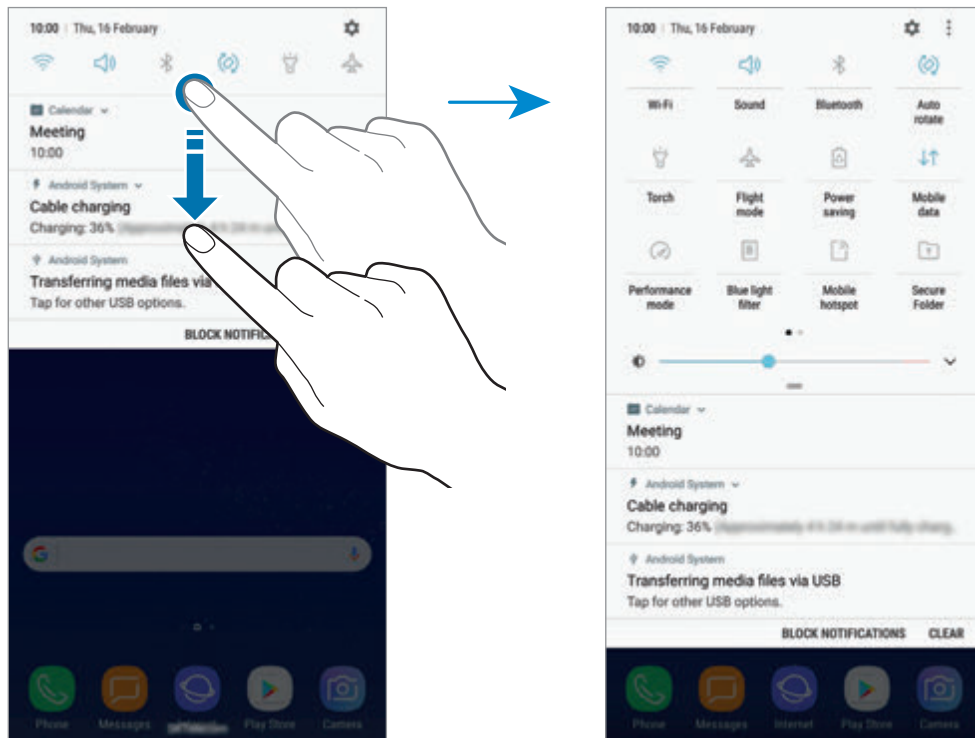 10:00 | Thu, 16 February
Calendar
Meeting
10:00
Android System
Cable charging
Charging: 36%
Android System
Transferring media files via
Tap for other USB options.
BLOCK NOTIFIC
G
Phone Messages Play Store Camera
10:00 | Thu, 16 February
Wi-Fi Sound Bluetooth Auto
rotate
Torch Flight Power Mobile
mode saving data
Performance Blue light Mobile Secure
mode filter hotspot Folder
Calendar
Meeting
10:00
Android System
Cable charging
Charging: 36%
Android System
Transferring media files via USB
Tap for other USB options.
BLOCK NOTIFICATIONS CLEAR
Phone Messages Internet Play Store Camera